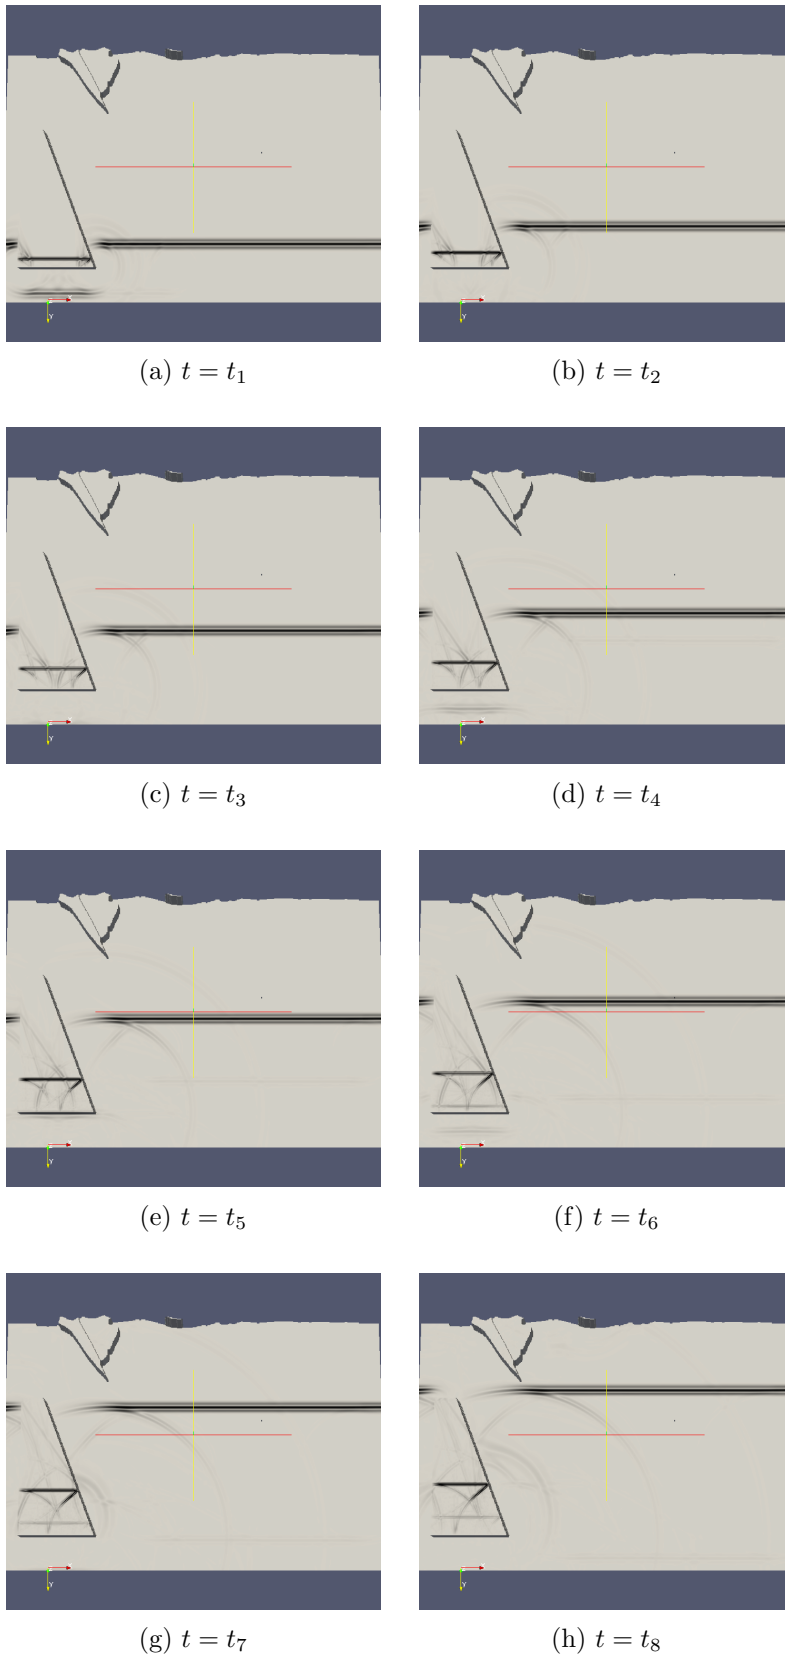 (a) t = t₁
(b) t = t₂
(c) t = t₃
(d) t = t₄
(e) t = t₅
(f) t = t₆
(g) t = t₇
(h) t = t₈